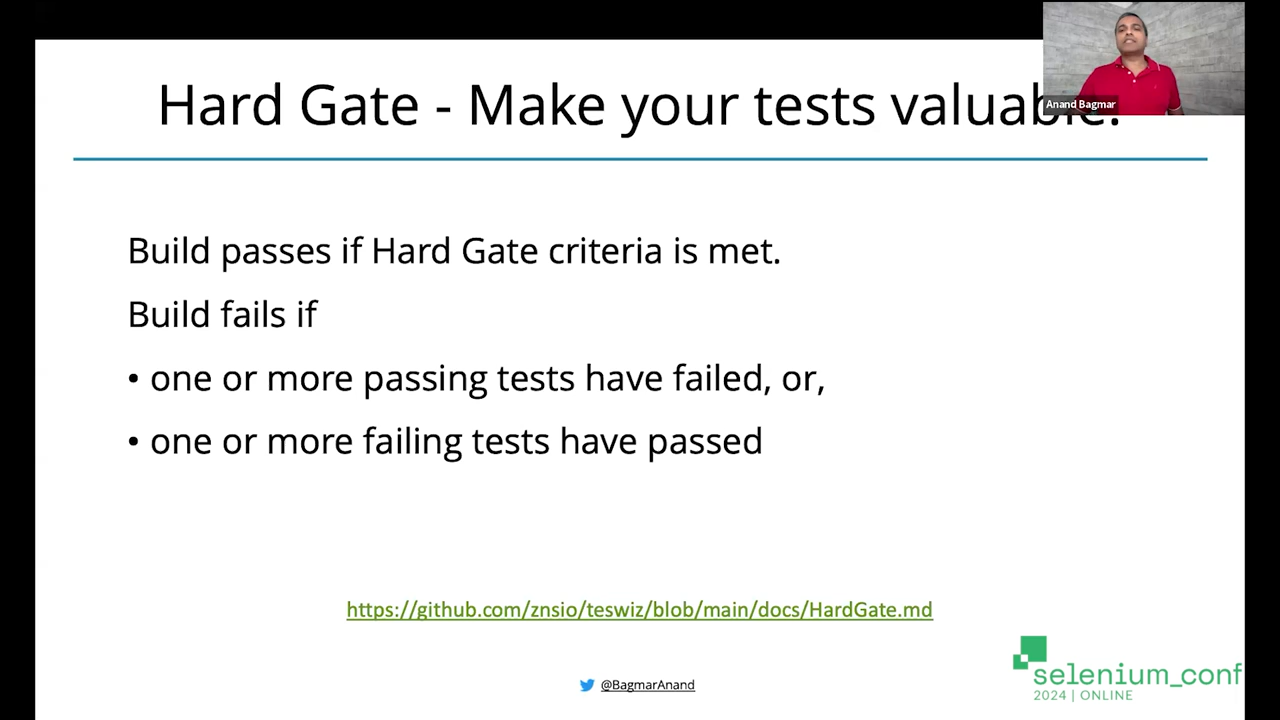 Hard Gate - Make your tests valuable!
Anand Bagmar
Build passes if Hard Gate criteria is met.
Build fails if
• one or more passing tests have failed, or,
• one or more failing tests have passed
https://github.com/znsio/teswiz/blob/main/docs/HardGate.md
selenium_conf
2024 | ONLINE
@BagmarAnand